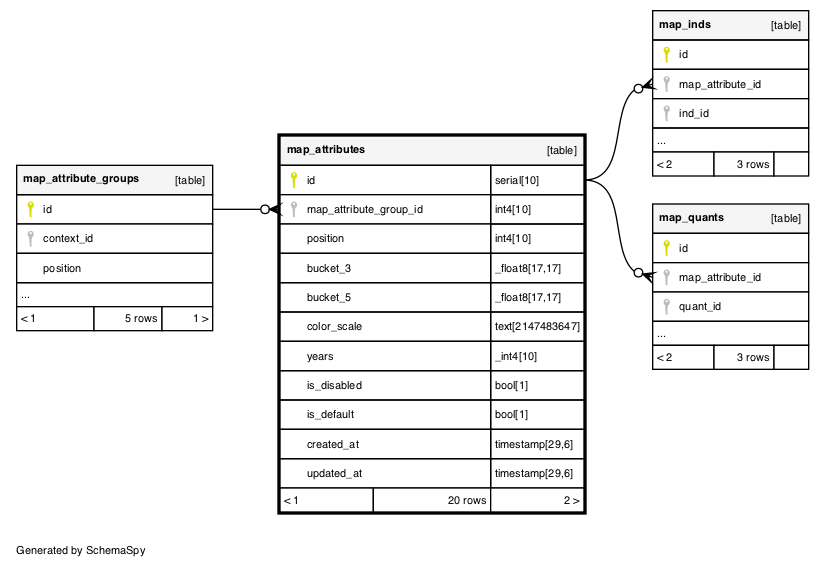 map_attribute_groups [table]
id
context_id
position
...
< 1 5 rows 1 >
map_attributes [table]
id serial[10]
map_attribute_group_id int4[10]
position int4[10]
bucket_3 _float8[17,17]
bucket_5 _float8[17,17]
color_scale text[2147483647]
years _int4[10]
is_disabled bool[1]
is_default bool[1]
created_at timestamp[29,6]
updated_at timestamp[29,6]
< 1 20 rows 2 >
map_inds [table]
id
map_attribute_id
ind_id
...
< 2 3 rows
map_quants [table]
id
map_attribute_id
quant_id
...
< 2 3 rows
Generated by SchemaSpy